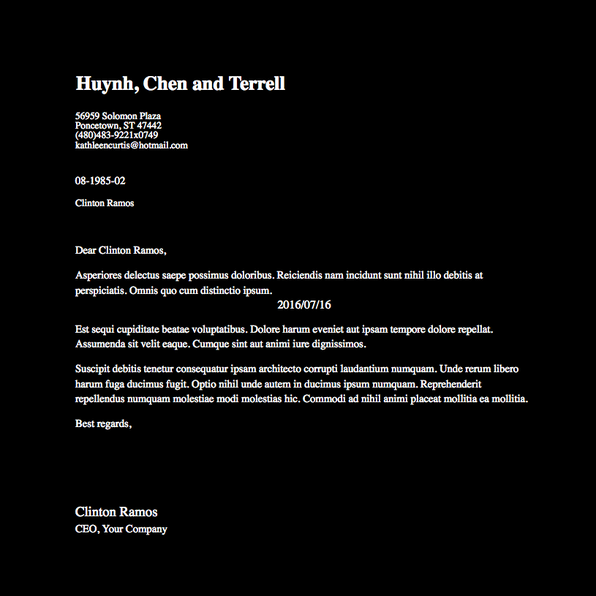 Huynh, Chen and Terrell
56959 Solomon Plaza
Poncetown, ST 47442
(480)483-9221x0749
kathleencurtis@hotmail.com
08-1985-02
Clinton Ramos
Dear Clinton Ramos,
Asperiores delectus saepe possimus doloribus. Reiciendis nam incidunt sunt nihil illo debitis at
perspiciatis. Omnis quo cum distinctio ipsum.
2016/07/16
Est sequi cupiditate beatae voluptatibus. Dolore harum eveniet aut ipsam tempore dolore repellat.
Assumenda sit velit eaque. Cumque sint aut animi iure dignissimos.
Suscipit debitis tenetur consequatur ipsam architecto corrupti laudantium numquam. Unde rerum libero
harum fuga ducimus fugit. Optio nihil unde autem in ducimus ipsum numquam. Reprehenderit
repellendus numquam molestiae modi molestias hic. Commodi ad nihil animi placeat mollitia ea mollitia.
Best regards,
Clinton Ramos
CEO, Your Company